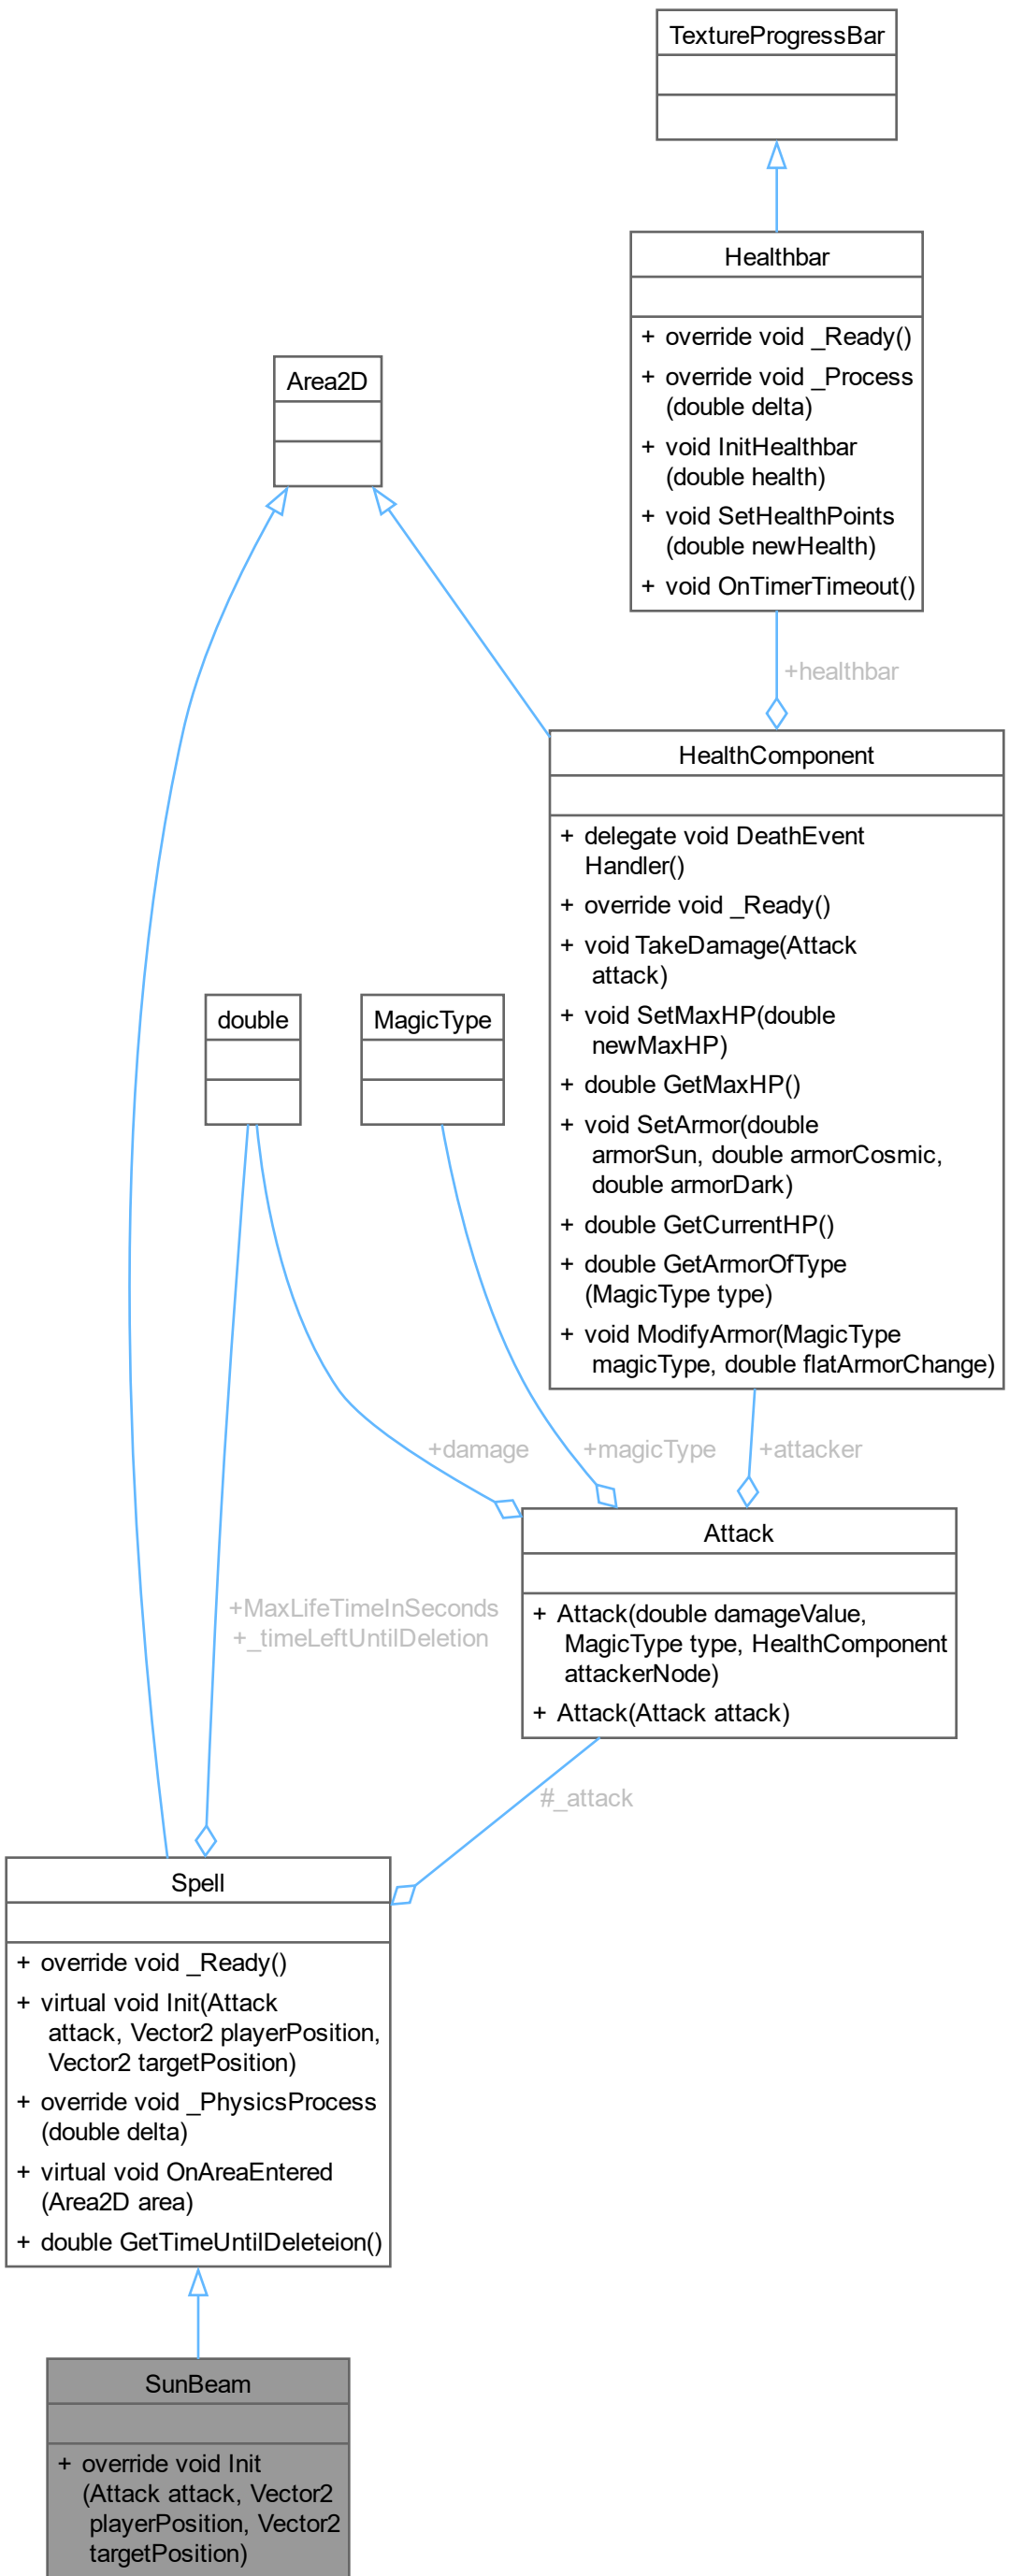 TextureProgressBar
Healthbar
+ override void _Ready()
+ override void _Process
(double delta)
+ void InitHealthbar
(double health)
+ void SetHealthPoints
(double newHealth)
+ void OnTimerTimeout()
Area2D
+healthbar
HealthComponent
+ delegate void DeathEvent
Handler()
+ override void _Ready()
+ void TakeDamage(Attack
attack)
+ void SetMaxHP(double
newMaxHP)
+ double GetMaxHP()
+ void SetArmor(double
armorSun, double armorCosmic,
double armorDark)
+ double GetCurrentHP()
+ double GetArmorOfType
(MagicType type)
+ void ModifyArmor(MagicType
magicType, double flatArmorChange)
double
MagicType
+damage
+magicType
+attacker
Attack
+ Attack(double damageValue,
MagicType type, HealthComponent
attackerNode)
+ Attack(Attack attack)
+MaxLifeTimeInSeconds
+_timeLeftUntilDeletion
#_attack
Spell
+ override void _Ready()
+ virtual void Init(Attack
attack, Vector2 playerPosition,
Vector2 targetPosition)
+ override void _PhysicsProcess
(double delta)
+ virtual void OnAreaEntered
(Area2D area)
+ double GetTimeUntilDeleteion()
SunBeam
+ override void Init
(Attack attack, Vector2
playerPosition, Vector2
targetPosition)